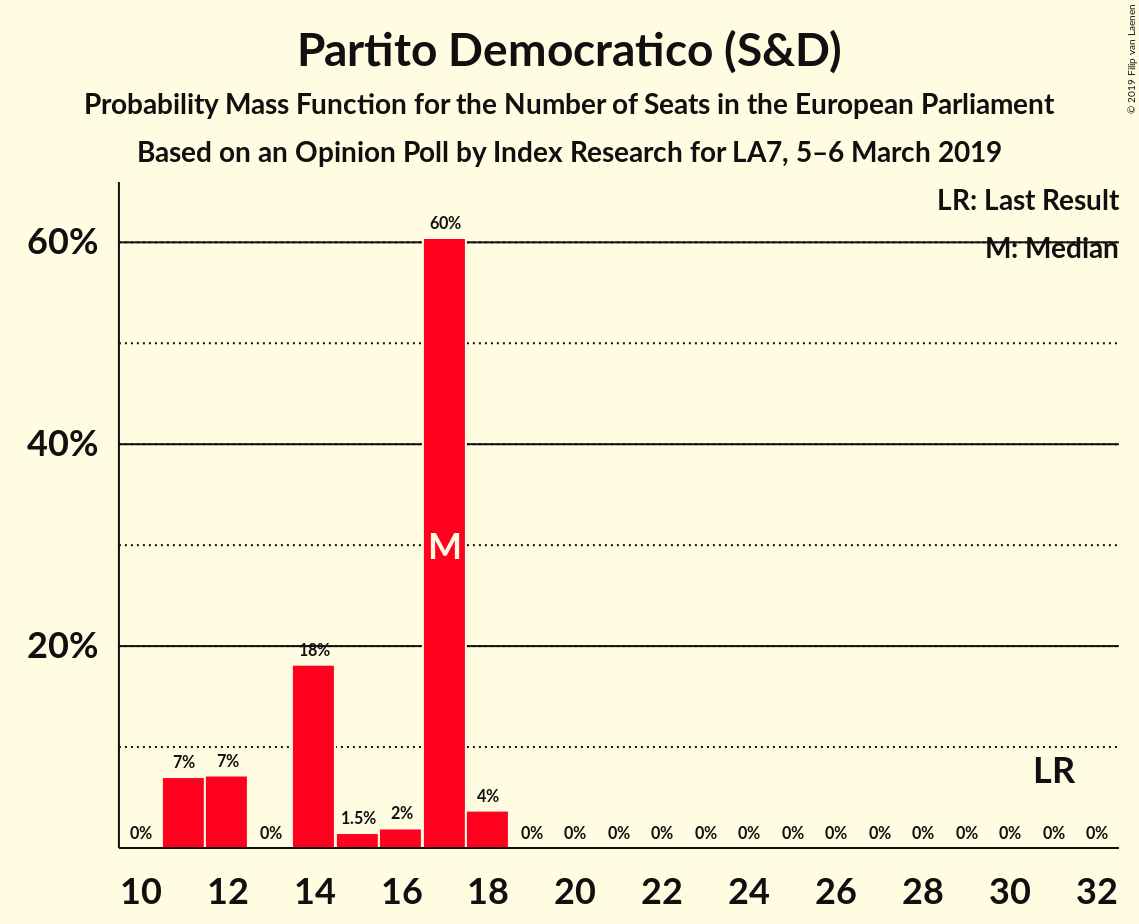 Partito Democratico (S&D)
Probability Mass Function for the Number of Seats in the European Parliament
Based on an Opinion Poll by Index Research for LA7, 5–6 March 2019
© 2019 Filip van Laenen
LR: Last Result
M: Median
60%
40%
20%
0% 7% 7% 0% 18% 1.5% 2% 60% 4% 0% 0% 0% 0% 0% 0% 0% 0% 0% 0% 0% 0% 0% 0%
M
LR
10 12 14 16 18 20 22 24 26 28 30 32